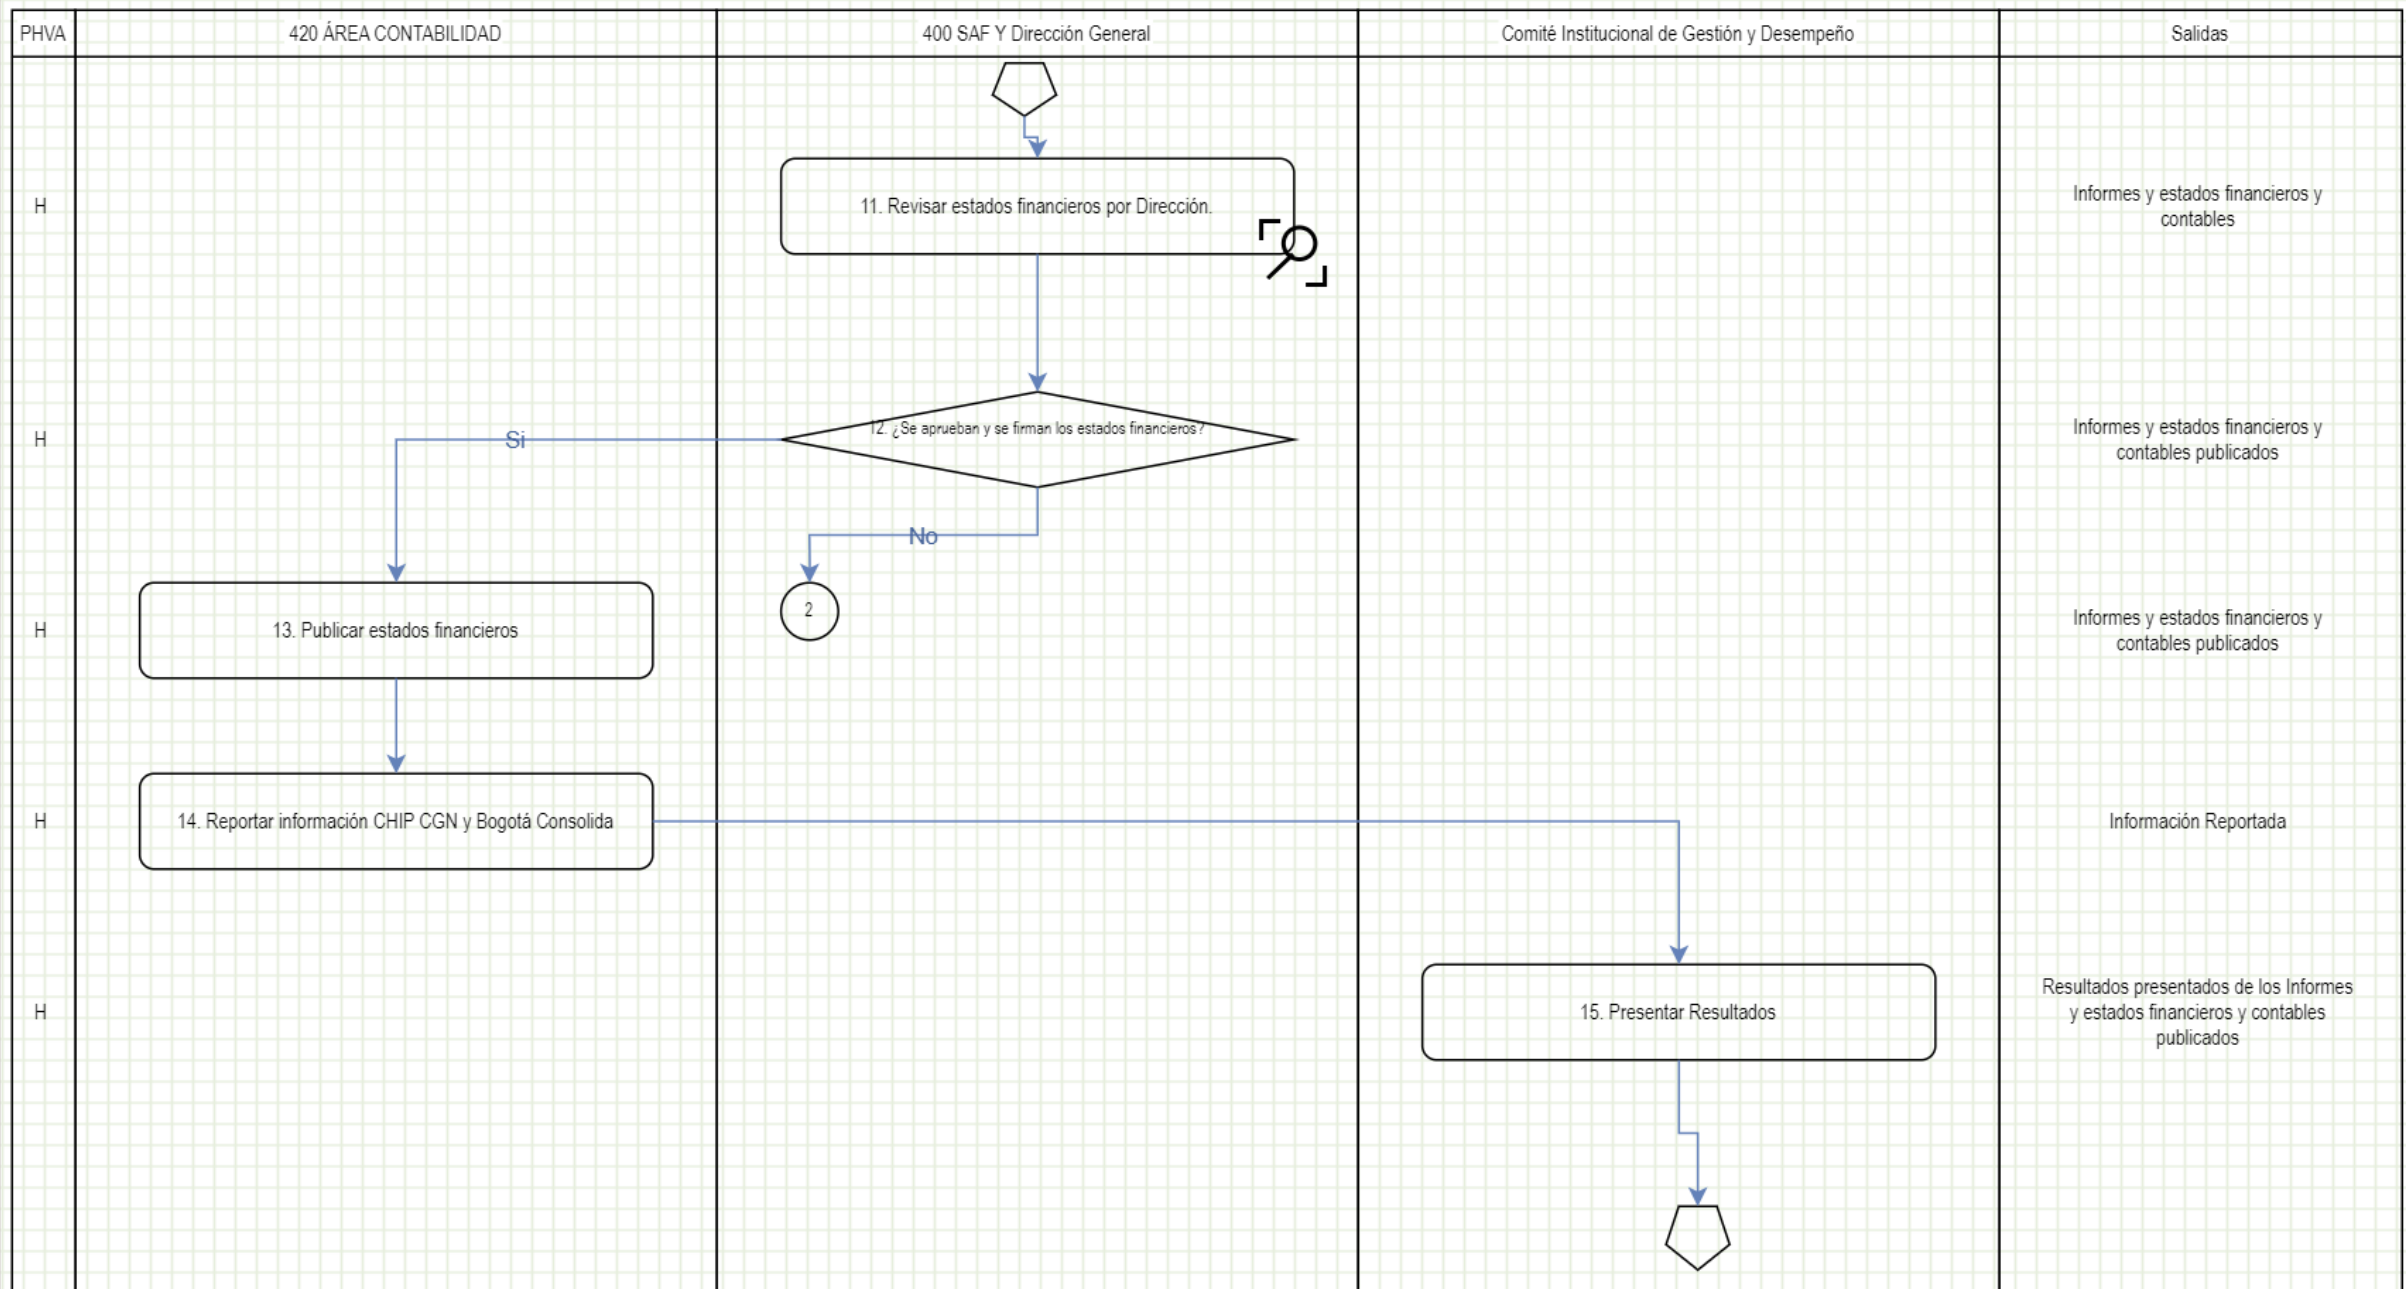 PHVA
420 ÁREA CONTABILIDAD
400 SAF Y Dirección General
Comité Institucional de Gestión y Desempeño
Salidas
H
11. Revisar estados financieros por Dirección.
Informes y estados financieros y
contables
H
Si
12. ¿Se aprueban y se firman los estados financieros?
Informes y estados financieros y
contables publicados
No
H
13. Publicar estados financieros
2
Informes y estados financieros y
contables publicados
H
14. Reportar información CHIP CGN y Bogotá Consolida
Información Reportada
H
15. Presentar Resultados
Resultados presentados de los Informes
y estados financieros y contables
publicados